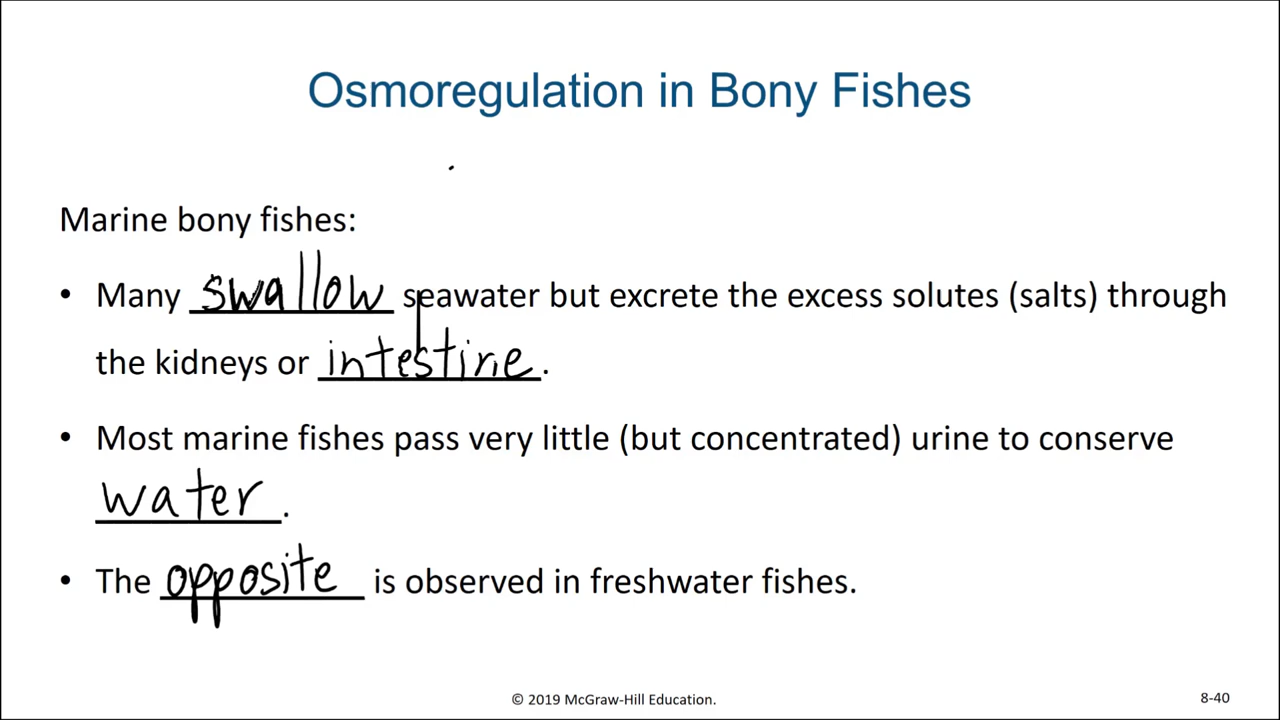 Osmoregulation in Bony Fishes
Marine bony fishes:
• Many swallow seawater but excrete the excess solutes (salts) through
the kidneys or intestine.
• Most marine fishes pass very little (but concentrated) urine to conserve
water.
• The opposite is observed in freshwater fishes.
© 2019 McGraw-Hill Education.
8-40